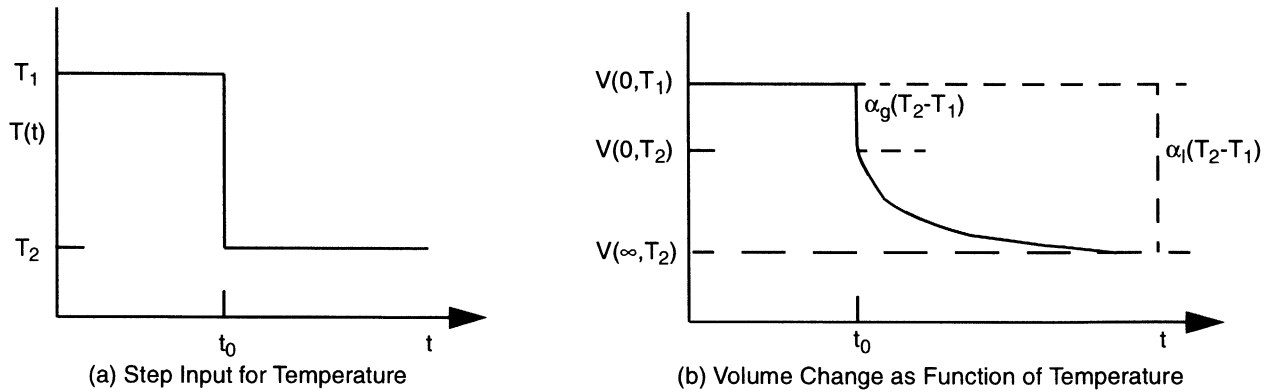 T₁
T(t)
T₂
t₀
t
(a) Step Input for Temperature
V(0,T₁)
αg(T₂-T₁)
V(0,T₂)
αl(T₂-T₁)
V(∞,T₂)
t₀
t
(b) Volume Change as Function of Temperature